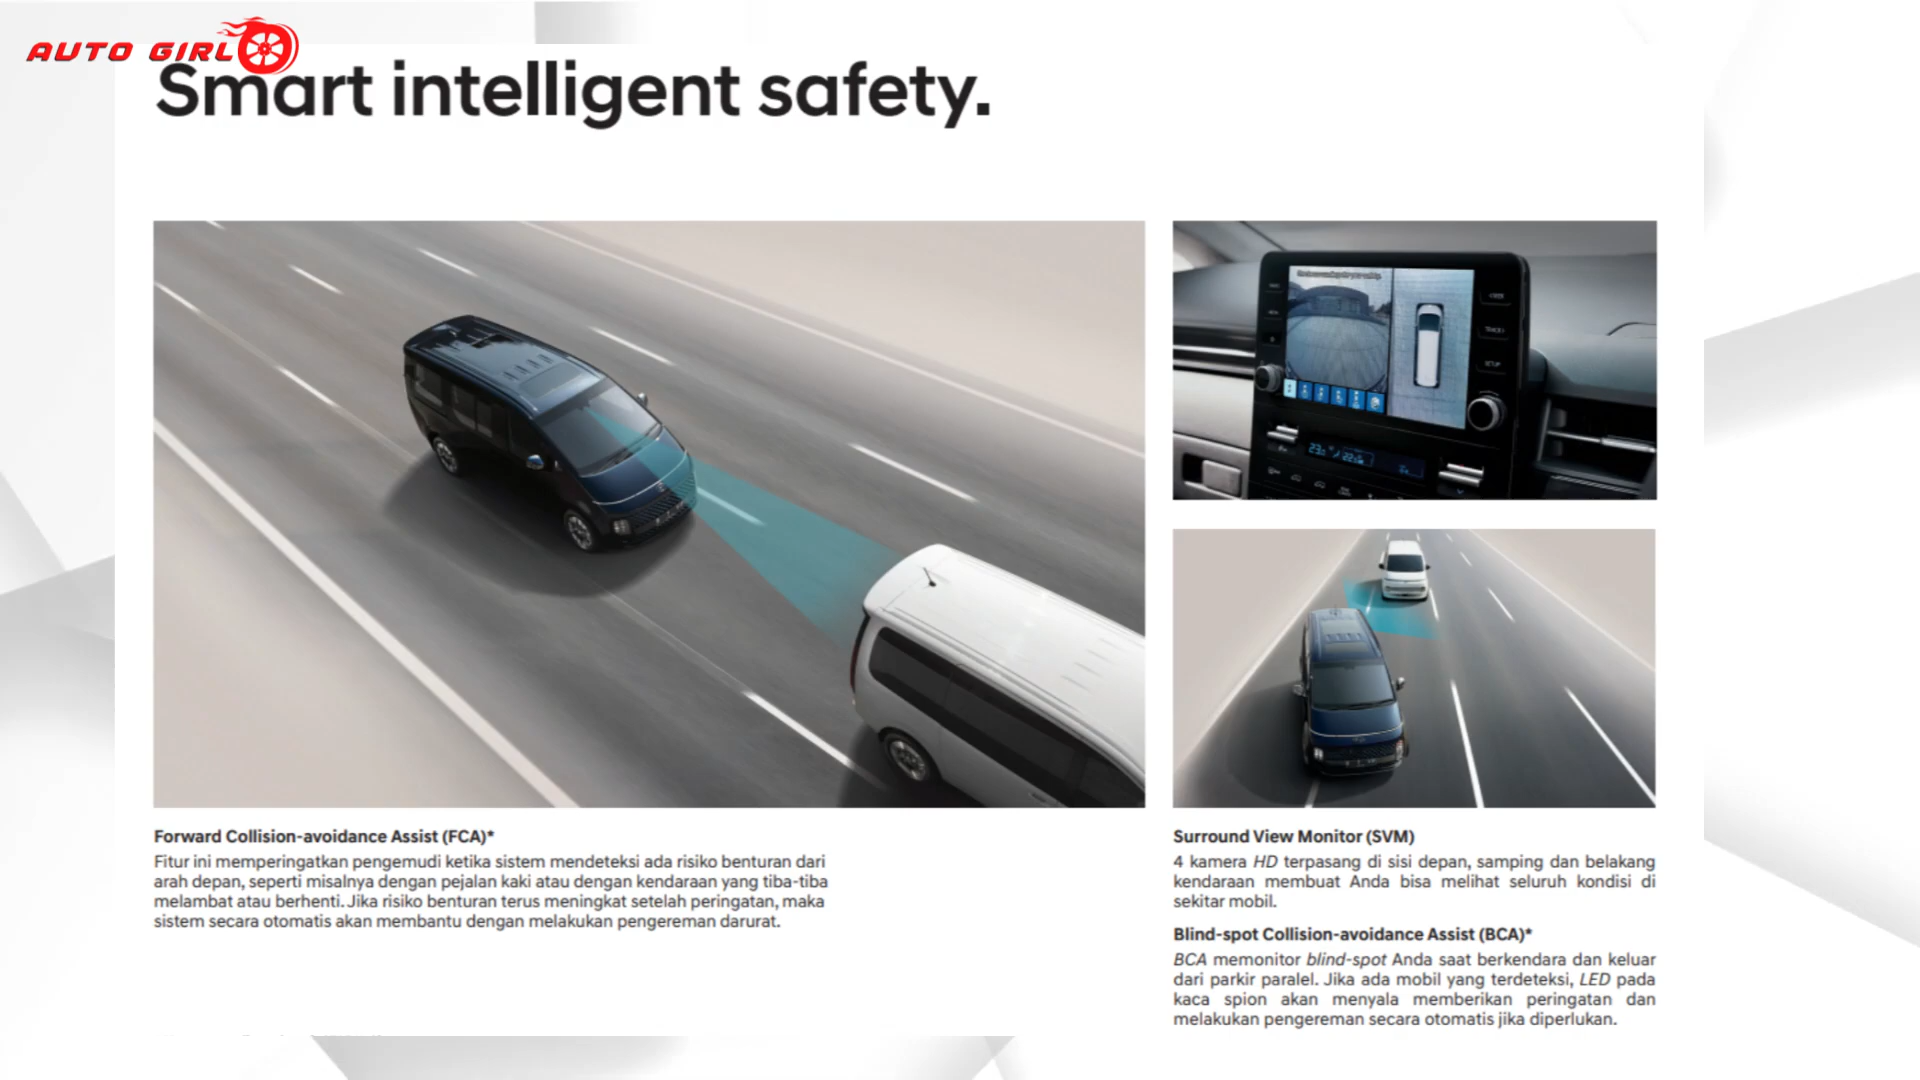 AUTO GIRL
Smart intelligent safety.
SETUP
Forward Collision-avoidance Assist (FCA)*
Fitur ini memperingatkan pengemudi ketika sistem mendeteksi ada risiko benturan dari
arah depan, seperti misalnya dengan pejalan kaki atau dengan kendaraan yang tiba-tiba
melambat atau berhenti. Jika risiko benturan terus meningkat setelah peringatan, maka
sistem secara otomatis akan membantu dengan melakukan pengereman darurat.
Surround View Monitor (SVM)
4 kamera HD terpasang di sisi depan, samping dan belakang
kendaraan membuat Anda bisa melihat seluruh kondisi di
sekitar mobil.
Blind-spot Collision-avoidance Assist (BCA)*
BCA memonitor blind-spot Anda saat berkendara dan keluar
dari parkir paralel. Jika ada mobil yang terdeteksi, LED pada
kaca spion akan menyala memberikan peringatan dan
melakukan pengereman secara otomatis jika diperlukan.